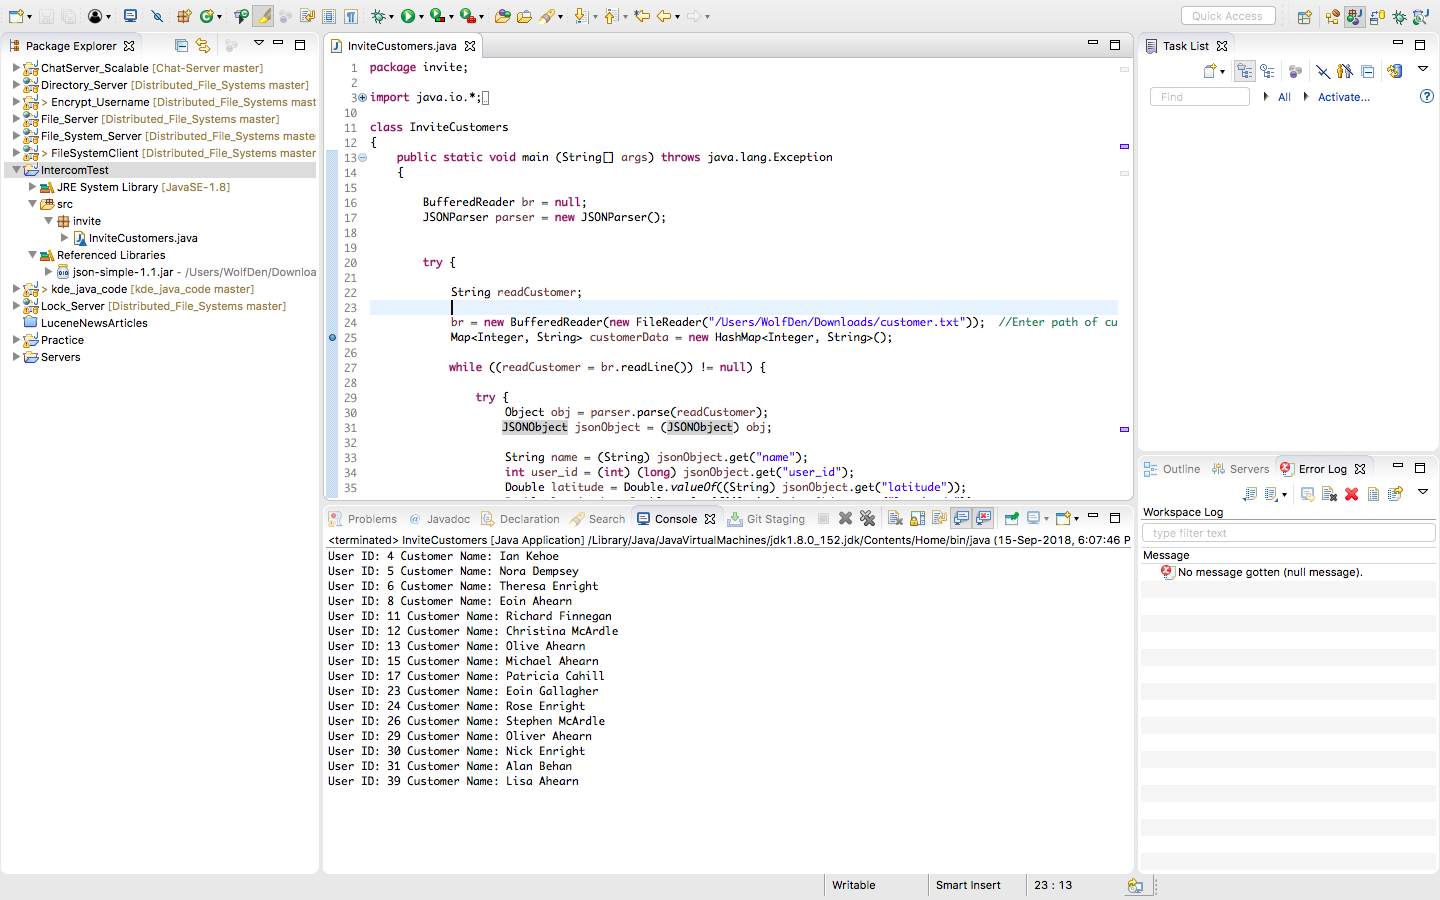 Quick Access
Package Explorer
ChatServer_Scalable [Chat-Server master]
Directory_Server [Distributed_File_Systems master]
> Encrypt_Username [Distributed_File_Systems mast
File_Server [Distributed_File_Systems master]
File_System_Server [Distributed_File_Systems maste
> FileSystemClient [Distributed_File_Systems master
IntercomTest
JRE System Library [JavaSE-1.8]
src
invite
InviteCustomers.java
Referenced Libraries
json-simple-1.1.jar - /Users/WolfDen/Downloa
> kde_java_code [kde_java_code master]
Lock_Server [Distributed_File_Systems master]
LuceneNewsArticles
Practice
Servers
InviteCustomers.java
1 package invite;
2
3 import java.io.*;
10
11 class InviteCustomers
12 {
13 public static void main (String[] args) throws java.lang.Exception
14 {
15
16 BufferedReader br = null;
17 JSONParser parser = new JSONParser();
18
19
20 try {
21
22 String readCustomer;
23
24 br = new BufferedReader(new FileReader("/Users/WolfDen/Downloads/customer.txt")); //Enter path of cu
25 Map<Integer, String> customerData = new HashMap<Integer, String>();
26
27 while ((readCustomer = br.readLine()) != null) {
28
29 try {
30 Object obj = parser.parse(readCustomer);
31 JSONObject jsonObject = (JSONObject) obj;
32
33 String name = (String) jsonObject.get("name");
34 int user_id = (int) (long) jsonObject.get("user_id");
35 Double latitude = Double.valueOf((String) jsonObject.get("latitude"));
Problems @ Javadoc Declaration Search Console Git Staging
<terminated> InviteCustomers [Java Application] /Library/Java/JavaVirtualMachines/jdk1.8.0_152.jdk/Contents/Home/bin/java (15-Sep-2018, 6:07:46 P
User ID: 4 Customer Name: Ian Kehoe
User ID: 5 Customer Name: Nora Dempsey
User ID: 6 Customer Name: Theresa Enright
User ID: 8 Customer Name: Eoin Ahearn
User ID: 11 Customer Name: Richard Finnegan
User ID: 12 Customer Name: Christina McArdle
User ID: 13 Customer Name: Olive Ahearn
User ID: 15 Customer Name: Michael Ahearn
User ID: 17 Customer Name: Patricia Cahill
User ID: 23 Customer Name: Eoin Gallagher
User ID: 24 Customer Name: Rose Enright
User ID: 26 Customer Name: Stephen McArdle
User ID: 29 Customer Name: Oliver Ahearn
User ID: 30 Customer Name: Nick Enright
User ID: 31 Customer Name: Alan Behan
User ID: 39 Customer Name: Lisa Ahearn
Task List
Find All Activate...
Outline Servers Error Log
Workspace Log
type filter text
Message
No message gotten (null message).
Writable Smart Insert 23 : 13